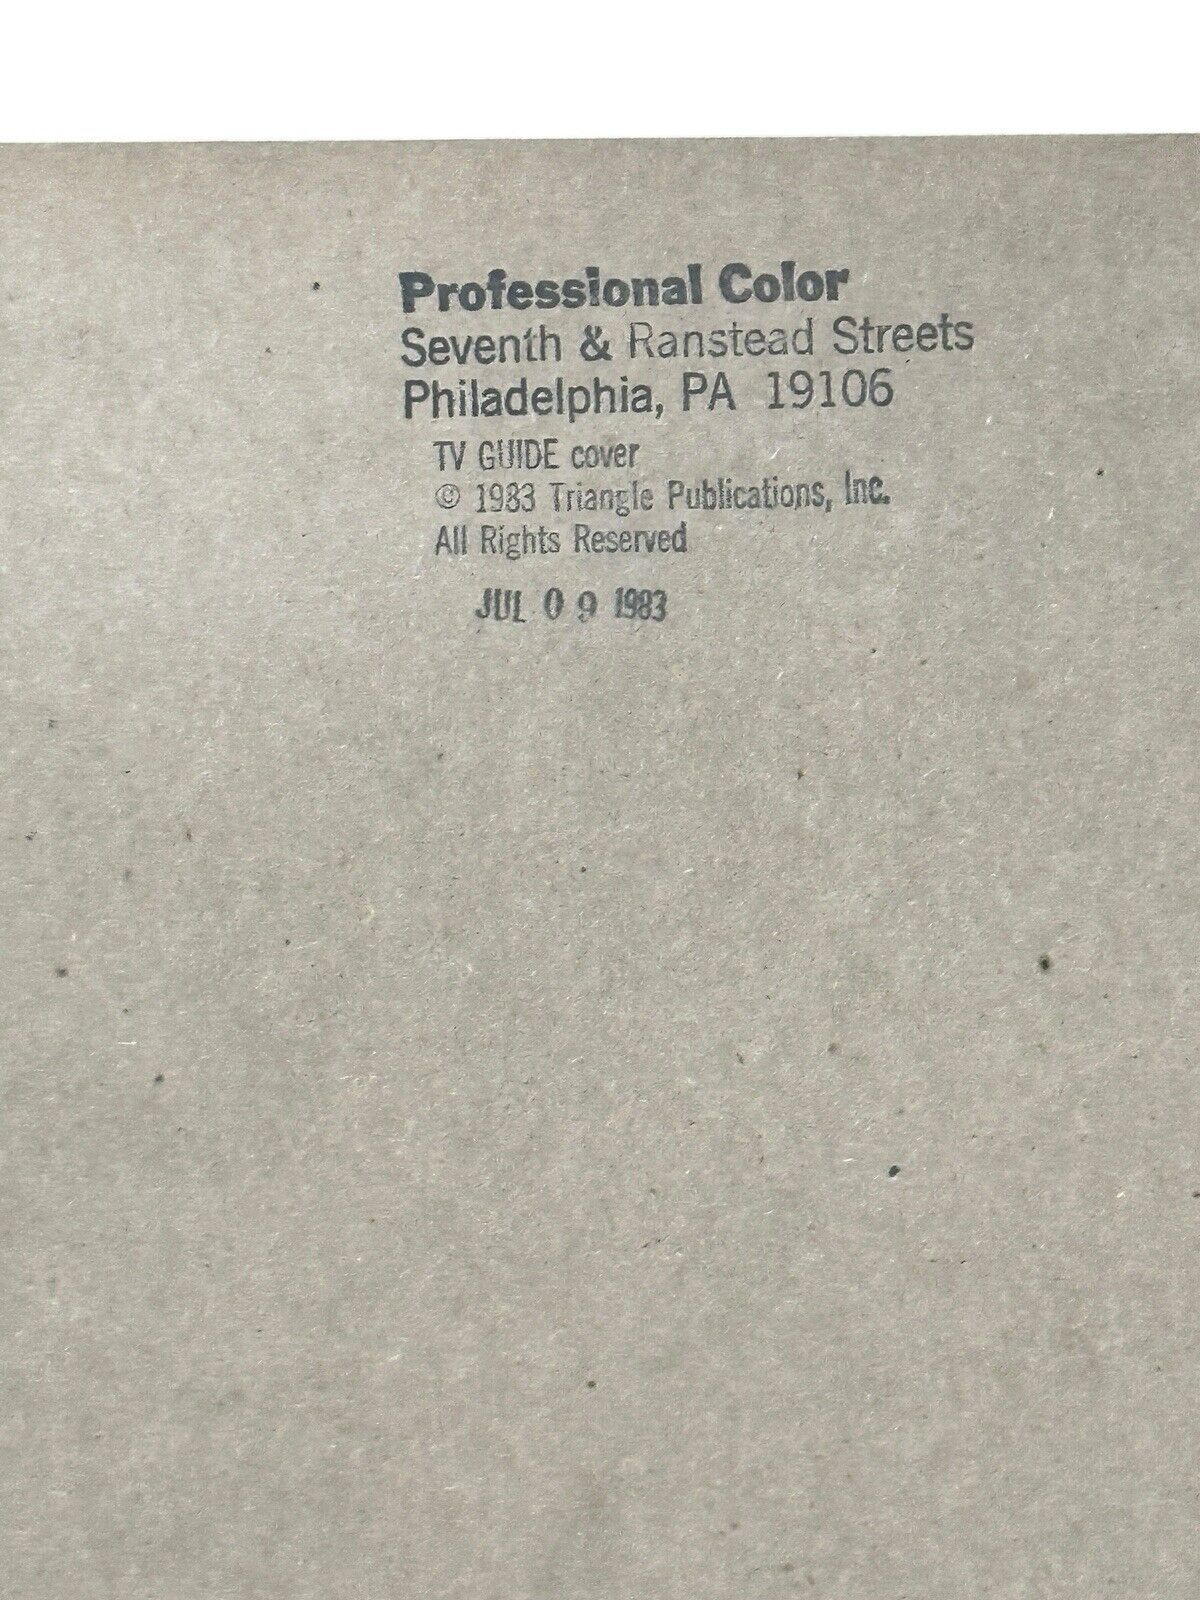 Professional Color
Seventh & Ranstead Streets
Philadelphia, PA 19106
TV GUIDE cover
© 1983 Triangle Publications, Inc.
All Rights Reserved
JUL 09 1983